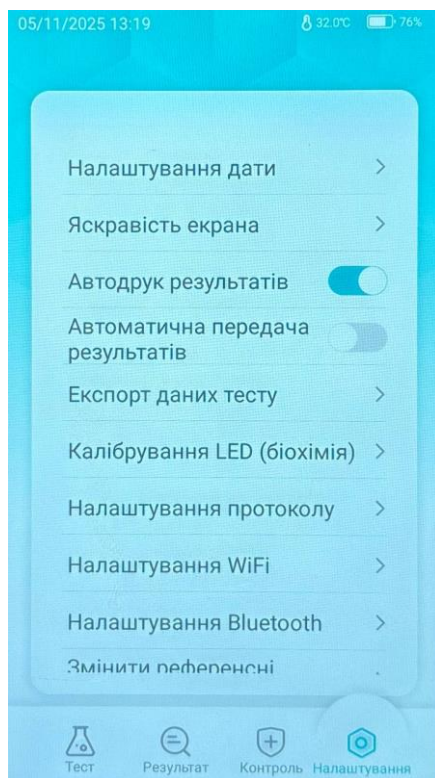 05/11/2025 13:19 32.0℃ 76%
Налаштування дати
Яскравість екрана
Автодрук результатів
Автоматична передача
результатів
Експорт даних тесту
Калібрування LED (біохімія)
Налаштування протоколу
Налаштування WiFi
Налаштування Bluetooth
Змінити референсні
Тест Результат Контроль Налаштування